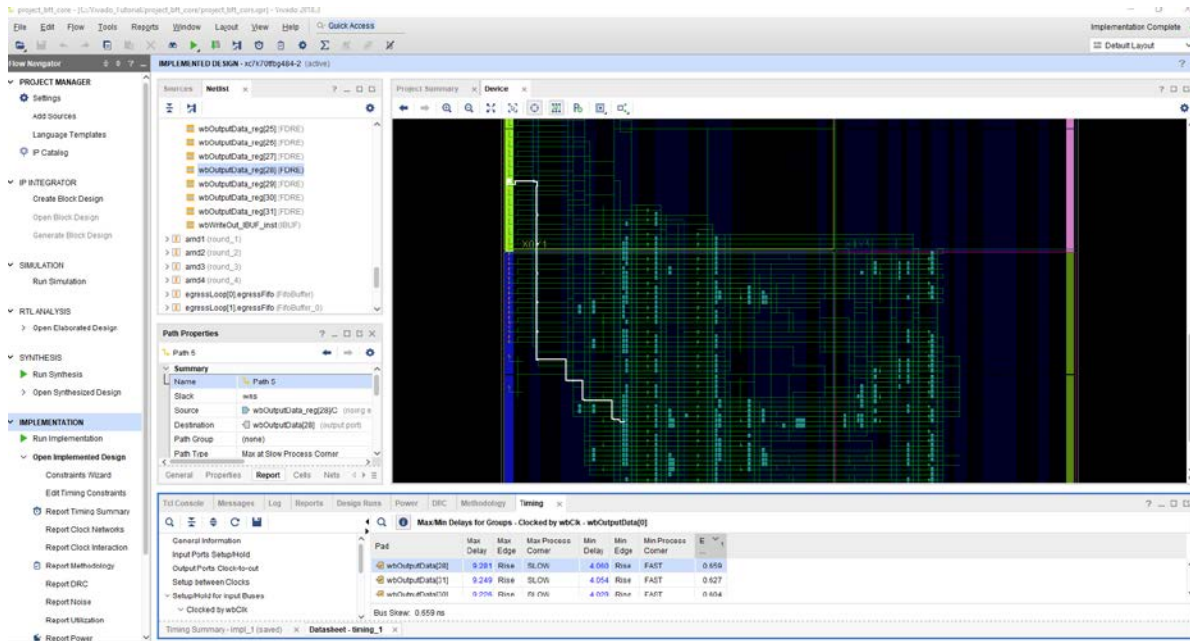 project_bft_core - [C:/Vivado_Tutorial/project_bft_core/project_bft_core.xpr] - Vivado 2018.3
File Edit Flow Tools Reports Window Layout View Help Quick Access
Implementation Complete
Default Layout
Flow Navigator
PROJECT MANAGER
Settings
Add Sources
Language Templates
IP Catalog
IP INTEGRATOR
Create Block Design
Open Block Design
Generate Block Design
SIMULATION
Run Simulation
RTL ANALYSIS
Open Elaborated Design
SYNTHESIS
Run Synthesis
Open Synthesized Design
IMPLEMENTATION
Run Implementation
Open Implemented Design
Constraints Wizard
Edit Timing Constraints
Report Timing Summary
Report Clock Networks
Report Clock Interaction
Report Methodology
Report DRC
Report Noise
Report Utilization
Report Power
IMPLEMENTED DESIGN - xc7k70tfbg484-2 (active)
Sources Netlist
wbOutputData_reg[25] (FDRE)
wbOutputData_reg[26] (FDRE)
wbOutputData_reg[27] (FDRE)
wbOutputData_reg[28] (FDRE)
wbOutputData_reg[29] (FDRE)
wbOutputData_reg[30] (FDRE)
wbOutputData_reg[31] (FDRE)
wbWriteOut_IBUF_inst (IBUF)
arnd1 (round_1)
arnd2 (round_2)
arnd3 (round_3)
arnd4 (round_4)
egressLoop[0].egressFifo (FifoBuffer)
egressLoop[1].egressFifo (FifoBuffer_0)
Path Properties
Path 5
Summary
Name Path 5
Slack
Source wbOutputData_reg[28]/C
Destination wbOutputData[28] (output port)
Path Group (none)
Path Type Max at Slow Process Corner
General Properties Report Cells Nets
Project Summary Device
X0Y1
Tcl Console Messages Log Reports Design Runs Power DRC Methodology Timing
General Information
Input Ports Setup/Hold
Output Ports Clock-to-out
Setup between Clocks
Setup/Hold for Input Buses
Clocked by wbClk
Max/Min Delays for Groups - Clocked by wbClk - wbOutputData[0]
Pad Max Delay Max Edge Max Process Corner Min Delay Min Edge Min Process Corner E ...
wbOutputData[28] 9.281 Rise SLOW 4.060 Rise FAST 0.659
wbOutputData[31] 9.249 Rise SLOW 4.054 Rise FAST 0.627
wbOutputData[30] 9.226 Rise SLOW 4.029 Rise FAST 0.604
Bus Skew: 0.659 ns
Timing Summary - impl_1 (saved) Datasheet - timing_1